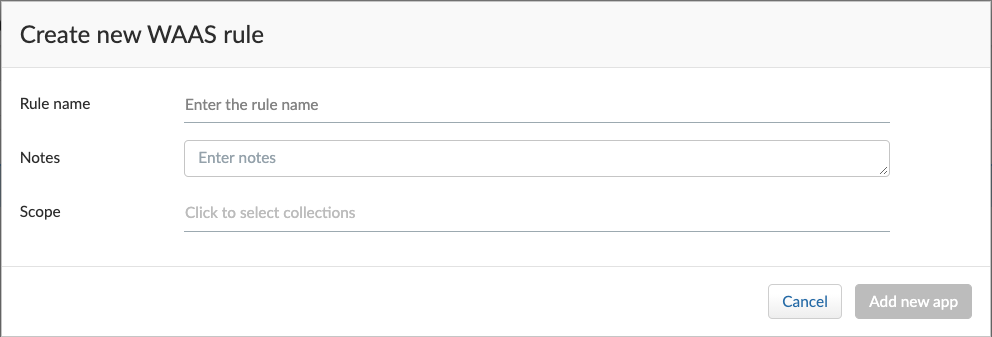 Create new WAAS rule
Rule name
Enter the rule name
Notes
Enter notes
Scope
Click to select collections
Cancel
Add new app